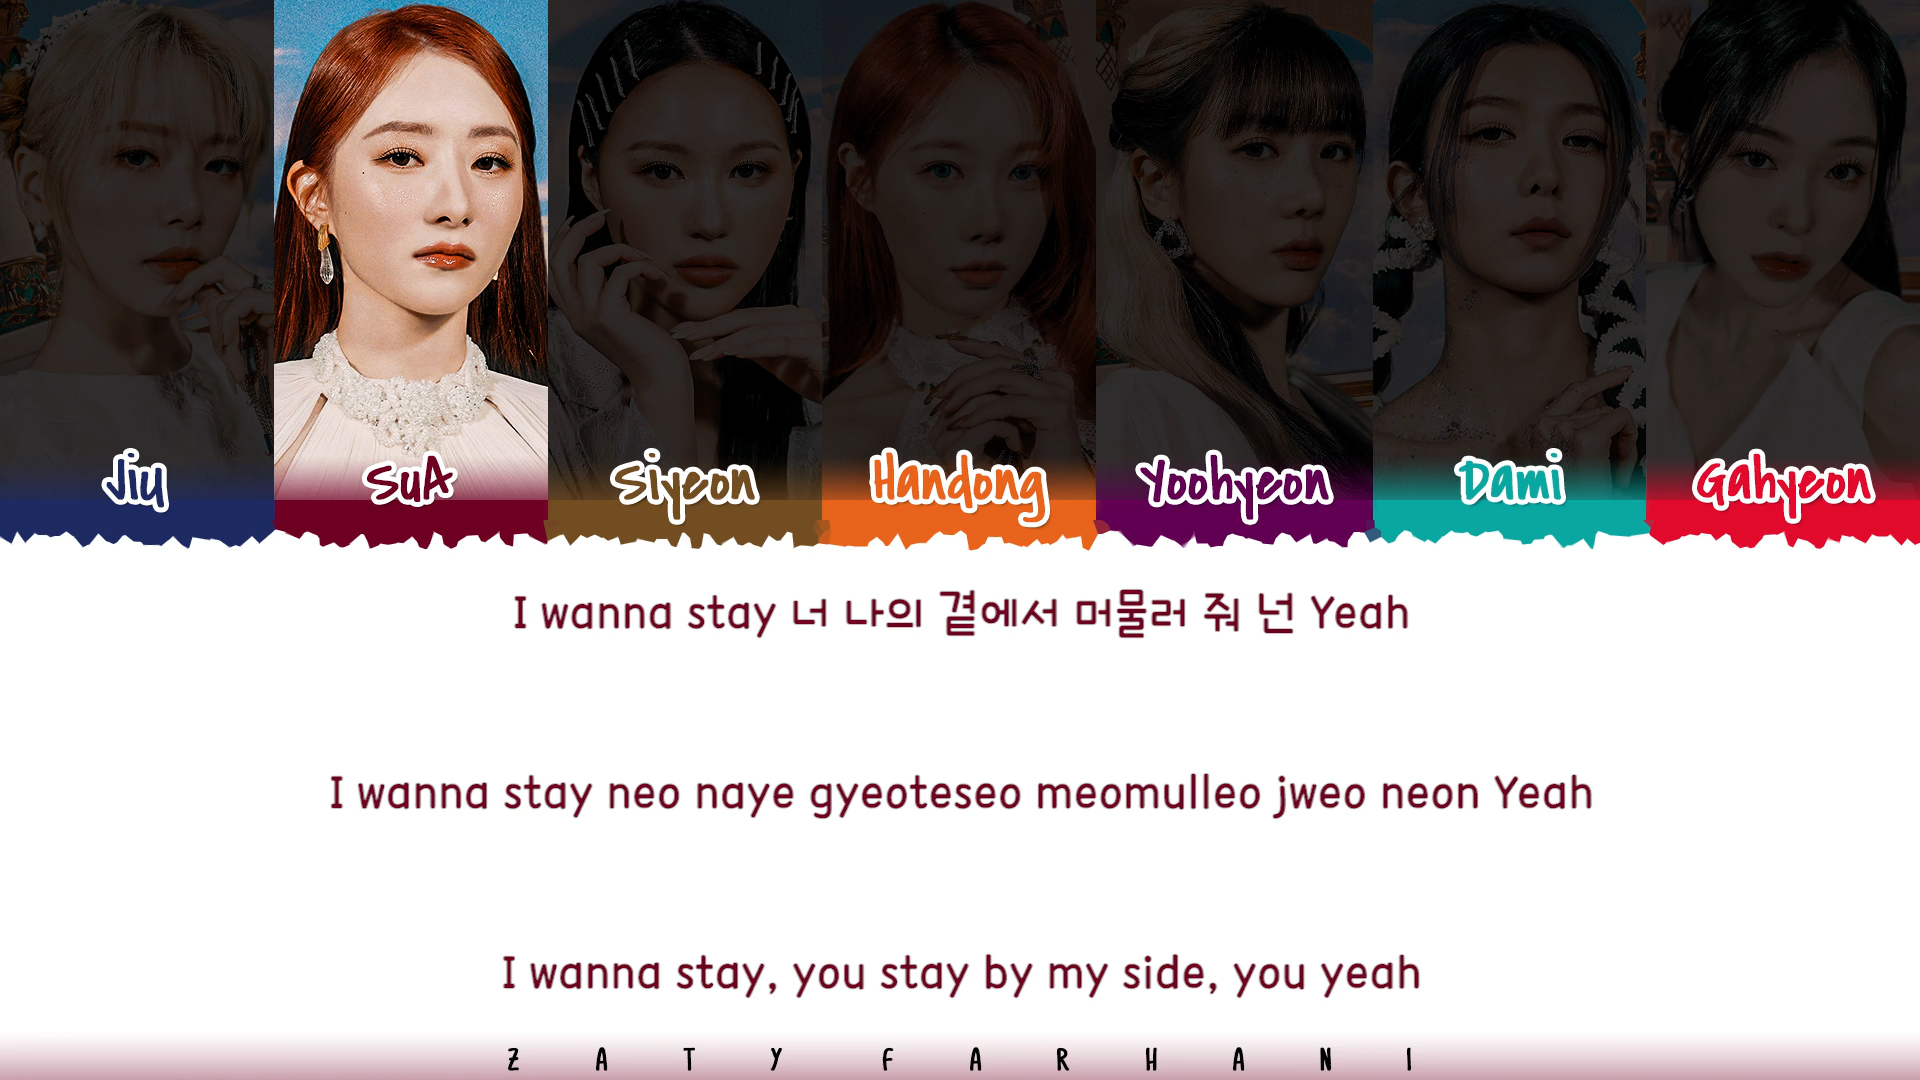 Jiu SuA Siyeon Handong Yoohyeon Dami Gahyeon
I wanna stay 너 나의 곁에서 머물러 줘 넌 Yeah
I wanna stay neo naye gyeoteseo meomulleo jweo neon Yeah
I wanna stay, you stay by my side, you yeah
ZATY FARHANI